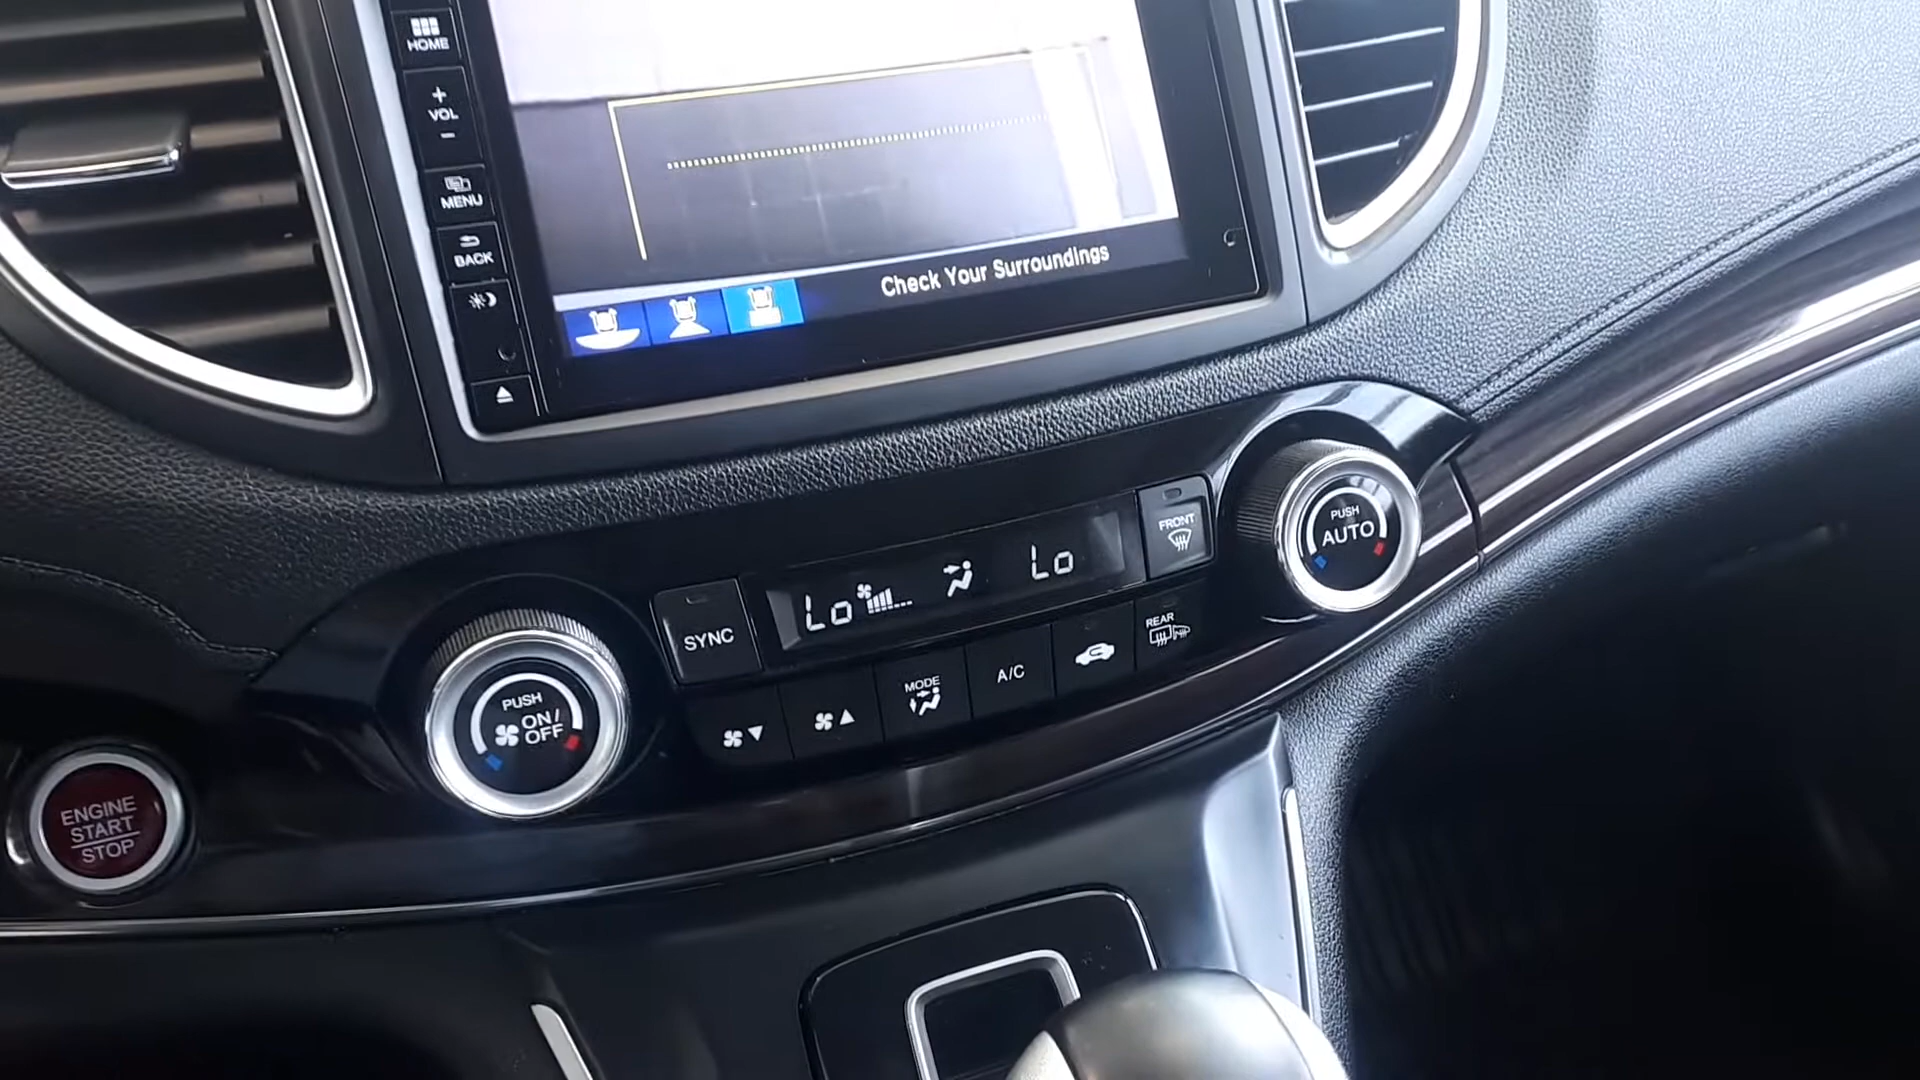 HOME
+
VOL
-
MENU
BACK
Check Your Surroundings
PUSH
AUTO
FRONT
Lo
Lo
SYNC
REAR
A/C
MODE
PUSH
ON/
OFF
ENGINE
START
STOP